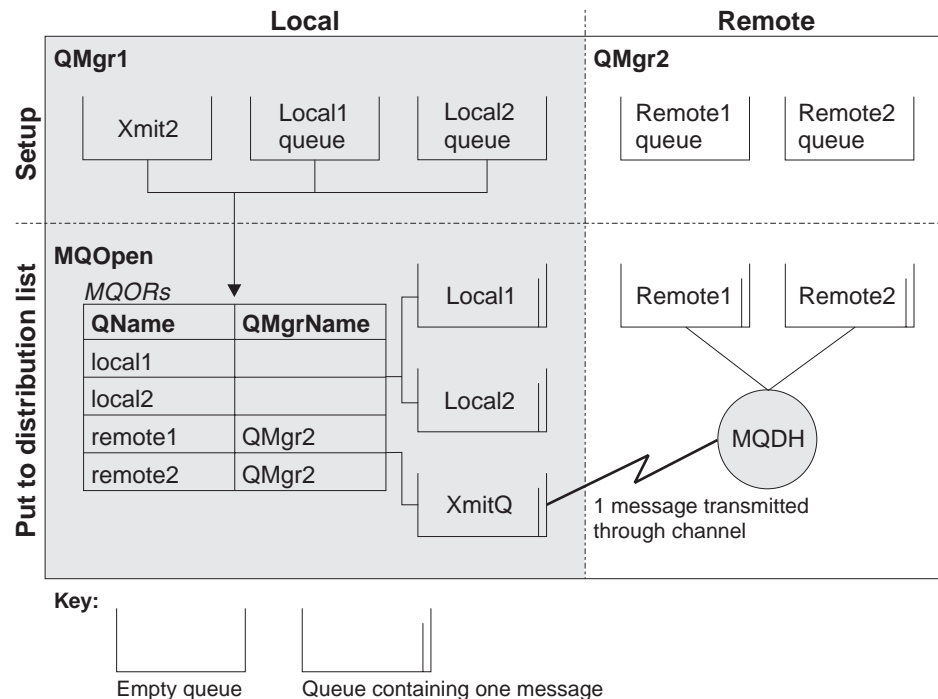 Local
Remote
Setup
QMgr1
QMgr2
Xmit2
Local1
queue
Local2
queue
Remote1
queue
Remote2
queue
Put to distribution list
MQOpen
MQORs
QName QMgrName
local1
local2
remote1 QMgr2
remote2 QMgr2
Local1
Local2
XmitQ
Remote1
Remote2
MQDH
1 message transmitted
through channel
Key:
Empty queue
Queue containing one message